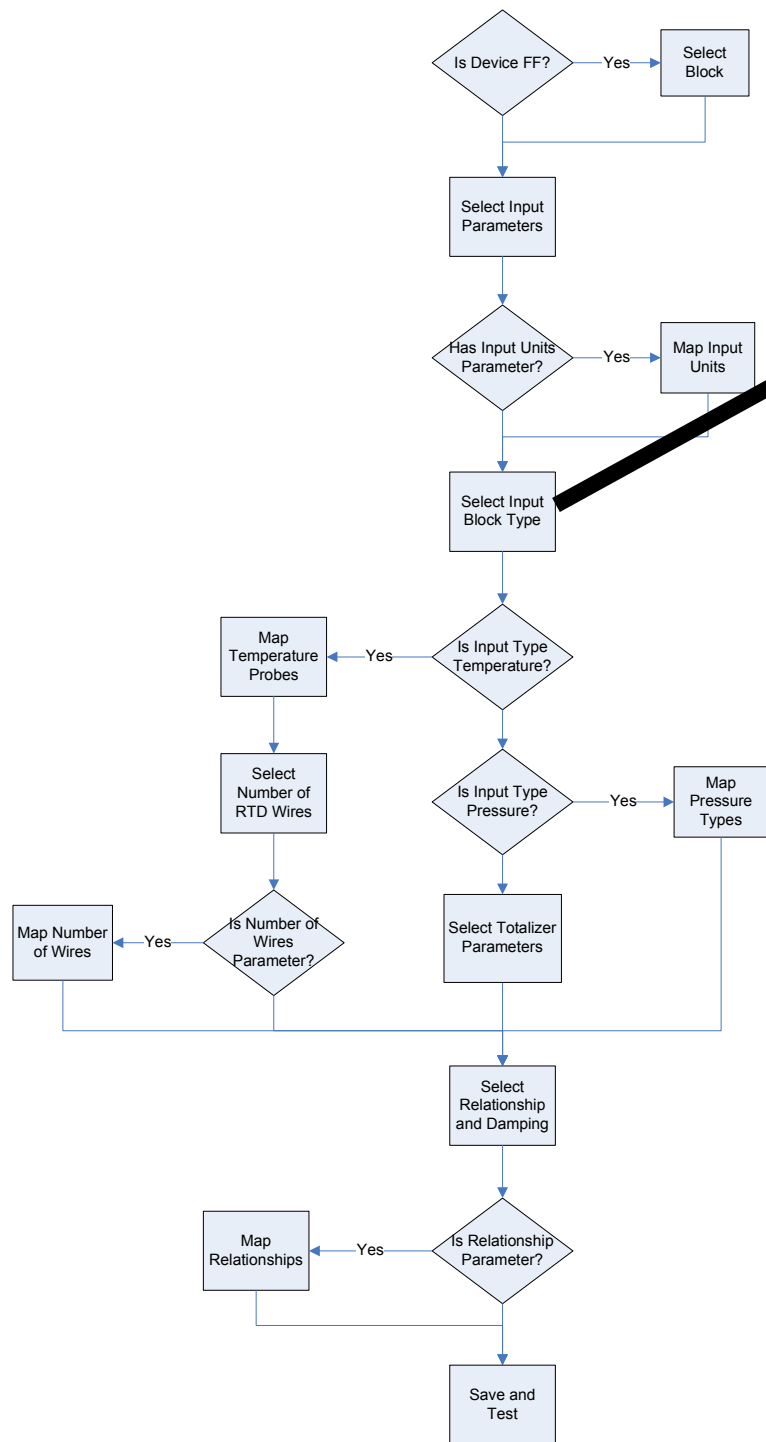 Is Device FF?
Yes
Select
Block
Select Input
Parameters
Has Input Units
Parameter?
Yes
Map Input
Units
Select Input
Block Type
Map
Temperature
Probes
Yes
Is Input Type
Temperature?
Select
Number of
RTD Wires
Is Input Type
Pressure?
Yes
Map
Pressure
Types
Map Number
of Wires
Yes
Is Number of
Wires
Parameter?
Select Totalizer
Parameters
Select
Relationship
and Damping
Map
Relationships
Yes
Is Relationship
Parameter?
Save and
Test